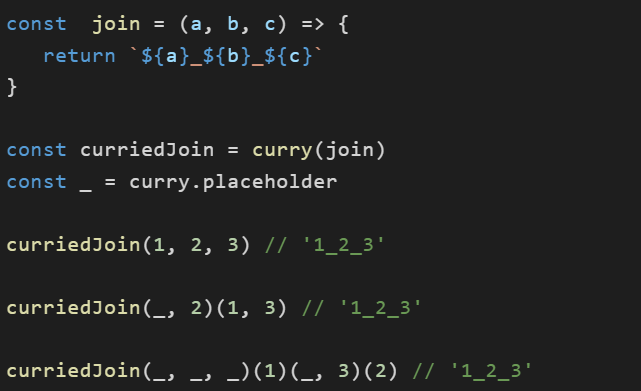 const  join = (a, b, c) => {
   return `${a}_${b}_${c}`
}
const curriedJoin = curry(join)
const _ = curry.placeholder
curriedJoin(1, 2, 3) // '1_2_3'
curriedJoin(_, 2)(1, 3) // '1_2_3'
curriedJoin(_, _, _)(1)(_, 3)(2) // '1_2_3'